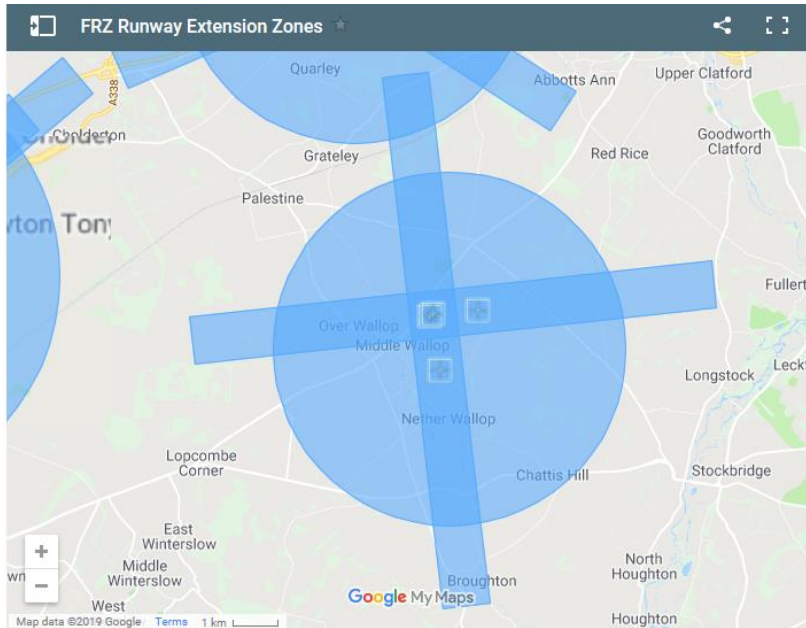 FRZ Runway Extension Zones
Quarley
Abbotts Ann
Upper Clatford
A338
Cholderton
Goodworth
Clatford
Grateley
Red Rice
Palestine
Over Wallop
Middle Wallop
Longstock
Nether Wallop
Lopcombe
Corner
Chattis Hill
Stockbridge
East
Winterslow
+
Middle
Winterslow
North
Houghton
−
Broughton
West
Google My Maps
Houghton
Map data ©2019 Google Terms 1 km